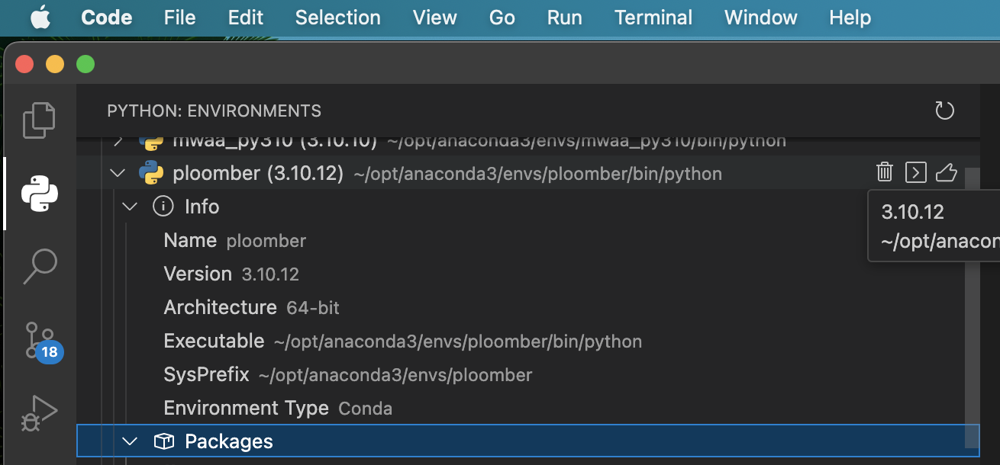 Code File Edit Selection View Go Run Terminal Window Help
PYTHON: ENVIRONMENTS
mwaa_py310 (3.10.10) ~/opt/anaconda3/envs/mwaa_py310/bin/python
ploomber (3.10.12) ~/opt/anaconda3/envs/ploomber/bin/python
Info
3.10.12
Name ploomber
~/opt/anacon
Version 3.10.12
Architecture 64-bit
Executable ~/opt/anaconda3/envs/ploomber/bin/python
18
SysPrefix ~/opt/anaconda3/envs/ploomber
Environment Type Conda
Packages